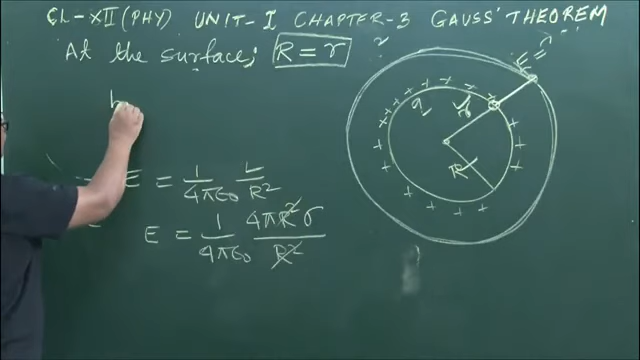 CL-XII (PHY) UNIT-I CHAPTER-3 GAUSS' THEOREM
At the surface; R = r
E =
q
r
R
E = 1/4πϵ₀ L/R²
E = 1/4πϵ₀ 4πR²σ/R²